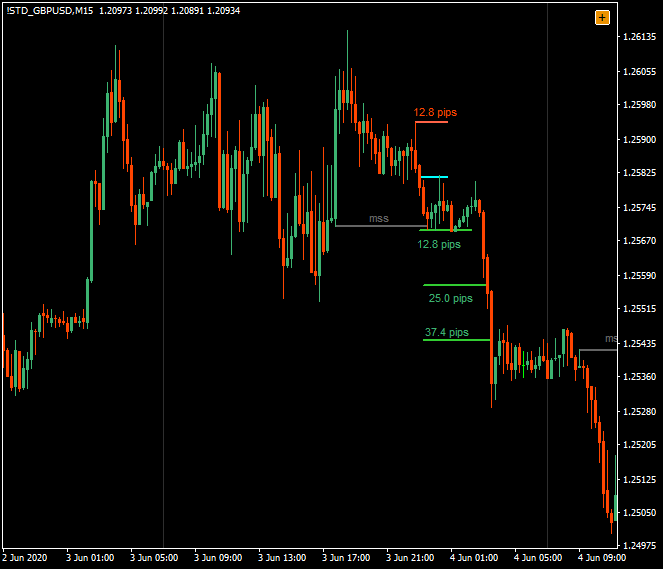 !STD_GBPUSD,M15 1.20973 1.20992 1.20891 1.20934
+
1.26135
1.26055
1.25980
1.25900
1.25825
1.25745
1.25670
1.25590
1.25515
1.25435
1.25360
1.25280
1.25205
1.25125
1.25050
1.24975
12.8 pips
mss
12.8 pips
25.0 pips
37.4 pips
ms
2 Jun 2020
3 Jun 01:00
3 Jun 05:00
3 Jun 09:00
3 Jun 13:00
3 Jun 17:00
3 Jun 21:00
4 Jun 01:00
4 Jun 05:00
4 Jun 09:00